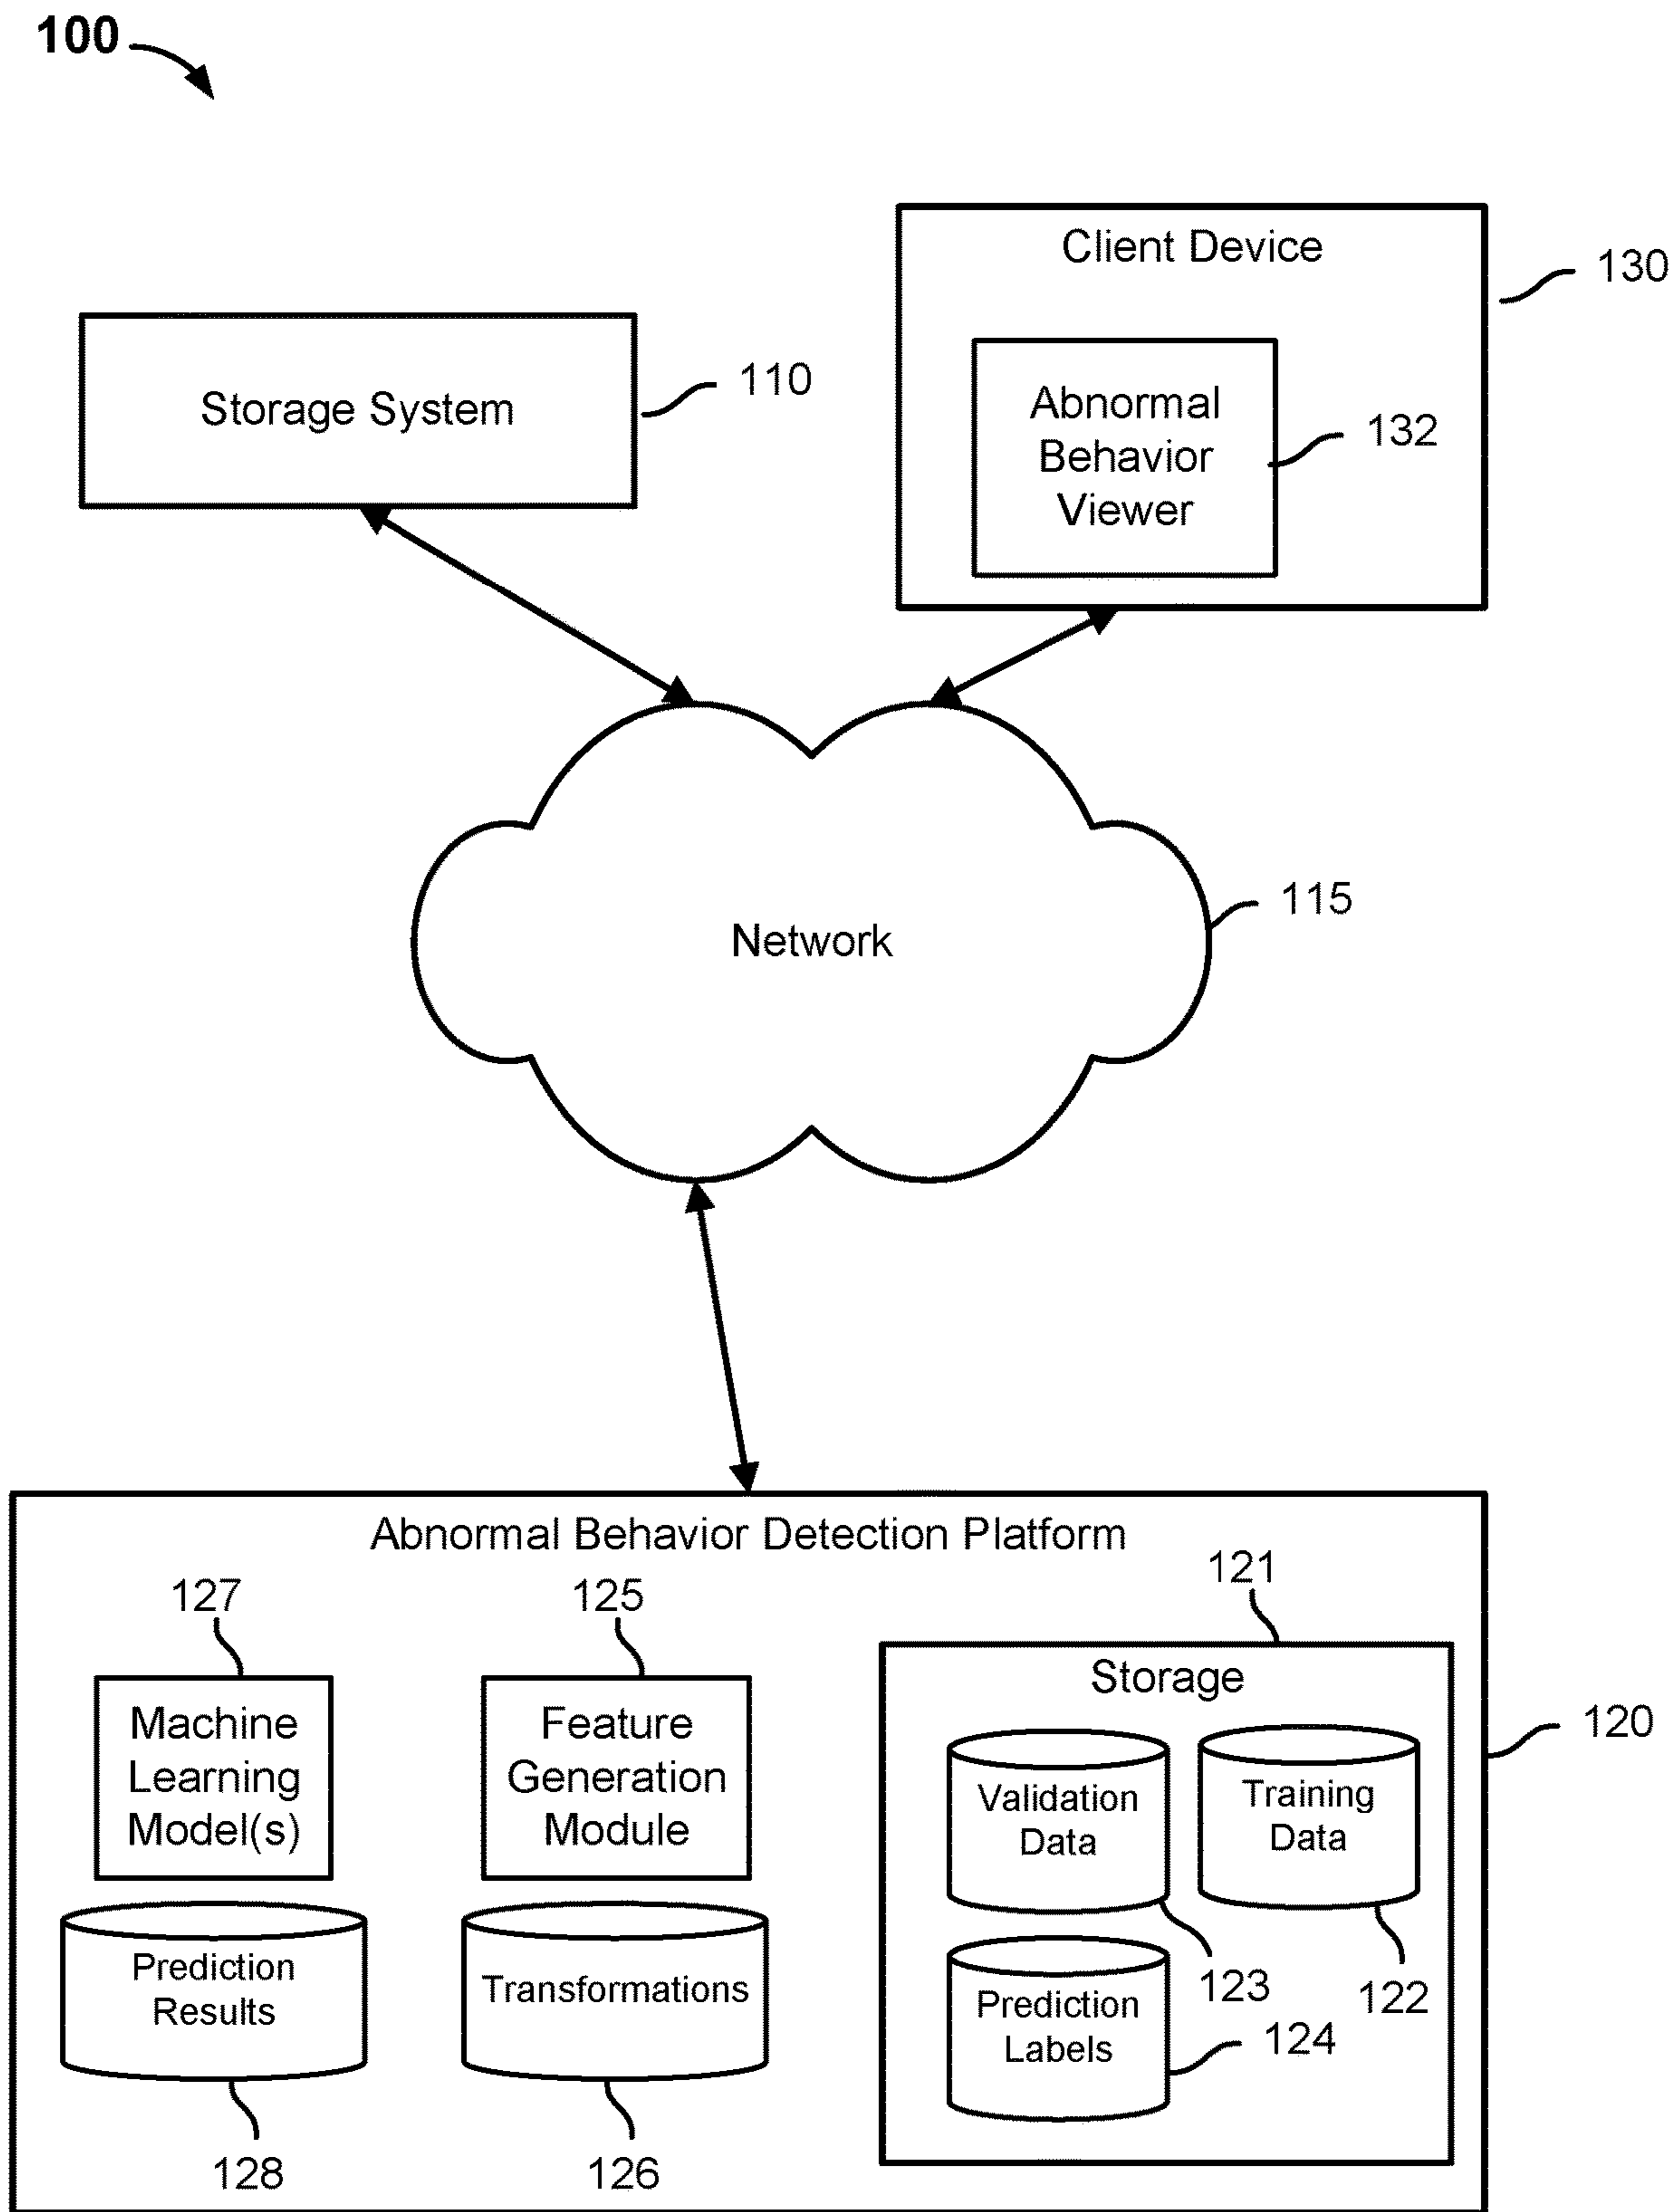 100
Client Device
130
Storage System
110
Abnormal
Behavior
Viewer
132
Network
115
Abnormal Behavior Detection Platform
127
125
121
Machine
Learning
Model(s)
Feature
Generation
Module
Storage
120
Validation
Data
Training
Data
Prediction
Results
Transformations
123
122
Prediction
Labels
124
128
126